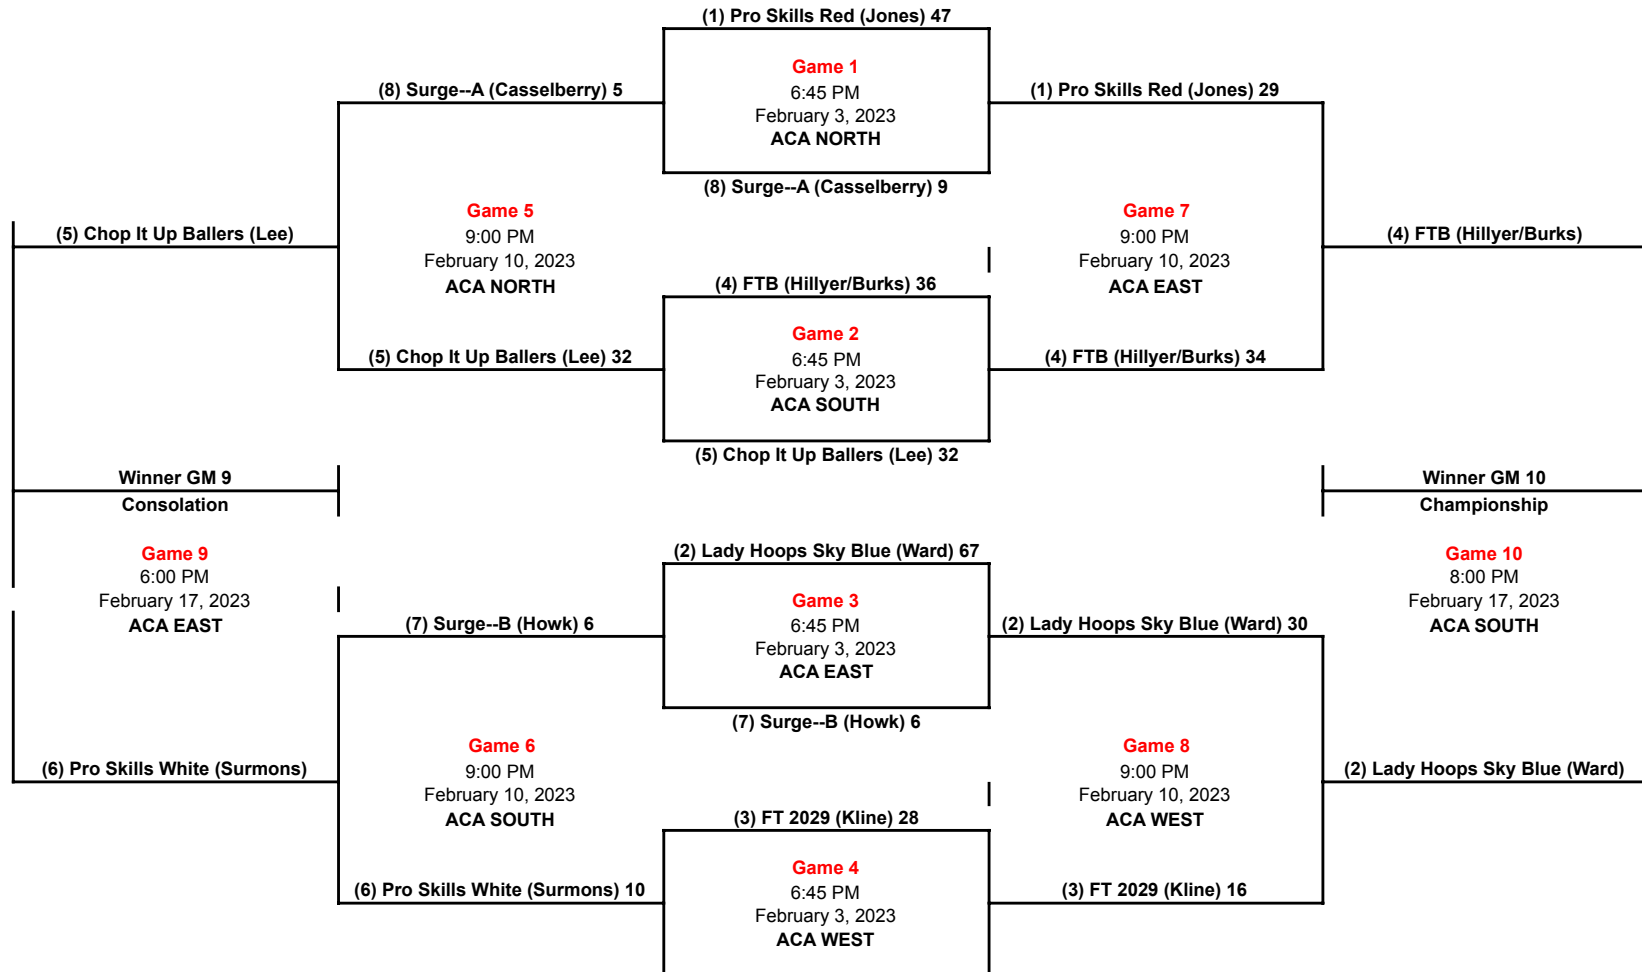 (1) Pro Skills Red (Jones) 47
Game 1
6:45 PM
February 3, 2023
ACA NORTH
(8) Surge--A (Casselberry) 5
(1) Pro Skills Red (Jones) 29
(8) Surge--A (Casselberry) 9
Game 5
9:00 PM
February 10, 2023
ACA NORTH
Game 7
9:00 PM
February 10, 2023
ACA EAST
(5) Chop It Up Ballers (Lee)
(4) FTB (Hillyer/Burks)
(4) FTB (Hillyer/Burks) 36
Game 2
6:45 PM
February 3, 2023
ACA SOUTH
(5) Chop It Up Ballers (Lee) 32
(4) FTB (Hillyer/Burks) 34
(5) Chop It Up Ballers (Lee) 32
Winner GM 9
Consolation
Winner GM 10
Championship
Game 9
6:00 PM
February 17, 2023
ACA EAST
(2) Lady Hoops Sky Blue (Ward) 67
Game 3
6:45 PM
February 3, 2023
ACA EAST
Game 10
8:00 PM
February 17, 2023
ACA SOUTH
(7) Surge--B (Howk) 6
(2) Lady Hoops Sky Blue (Ward) 30
(7) Surge--B (Howk) 6
Game 6
9:00 PM
February 10, 2023
ACA SOUTH
Game 8
9:00 PM
February 10, 2023
ACA WEST
(6) Pro Skills White (Surmons)
(2) Lady Hoops Sky Blue (Ward)
(3) FT 2029 (Kline) 28
Game 4
6:45 PM
February 3, 2023
ACA WEST
(6) Pro Skills White (Surmons) 10
(3) FT 2029 (Kline) 16